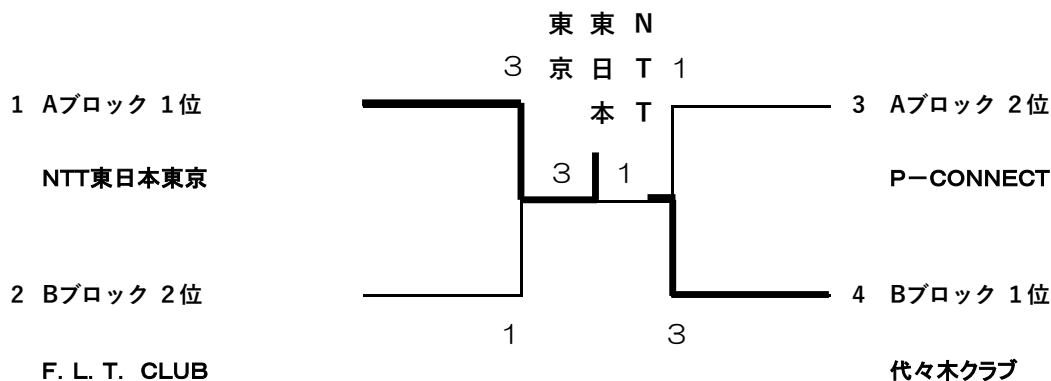 NTT
東日本
東京
3
1
1 Aブロック 1位
3 Aブロック 2位
NTT東日本東京
3
1
P－CONNECT
2 Bブロック 2位
4 Bブロック 1位
1
3
F. L. T. CLUB
代々木クラブ